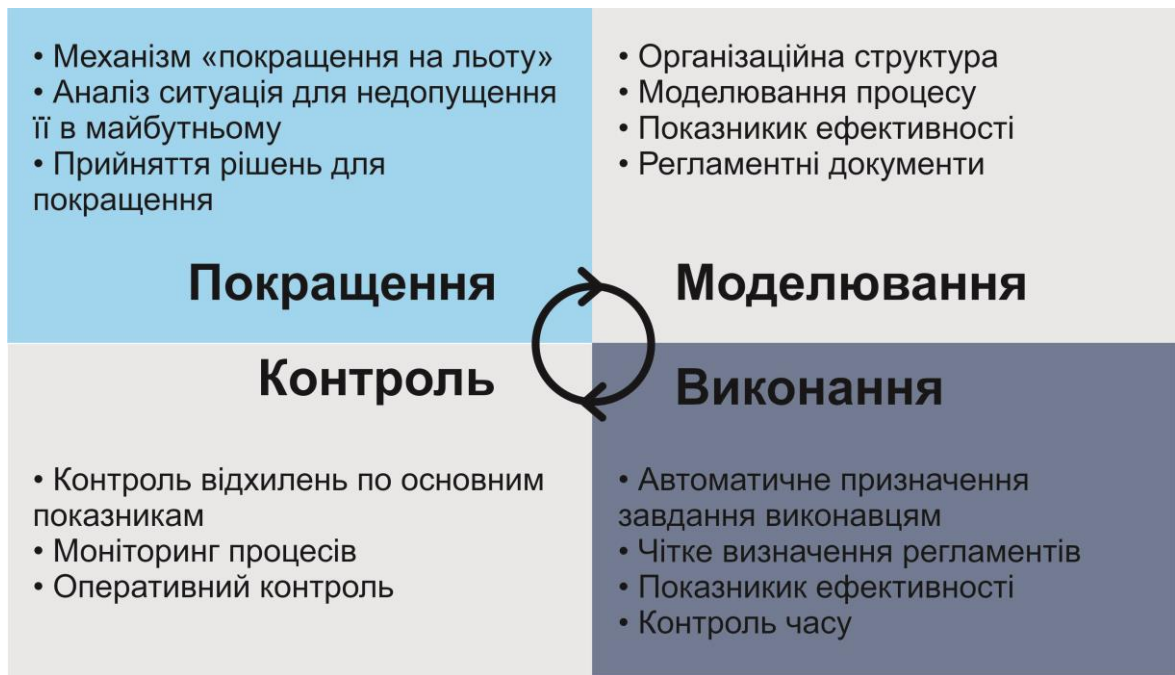 • Механізм «покращення на льоту»
• Аналіз ситуація для недопущення
її в майбутньому
• Прийняття рішень для
покращення
Покращення
• Організаційна структура
• Моделювання процесу
• Показникик ефективності
• Регламентні документи
Моделювання
Контроль
• Контроль відхилень по основним
показникам
• Моніторинг процесів
• Оперативний контроль
Виконання
• Автоматичне призначення
завдання виконавцям
• Чітке визначення регламентів
• Показникик ефективності
• Контроль часу